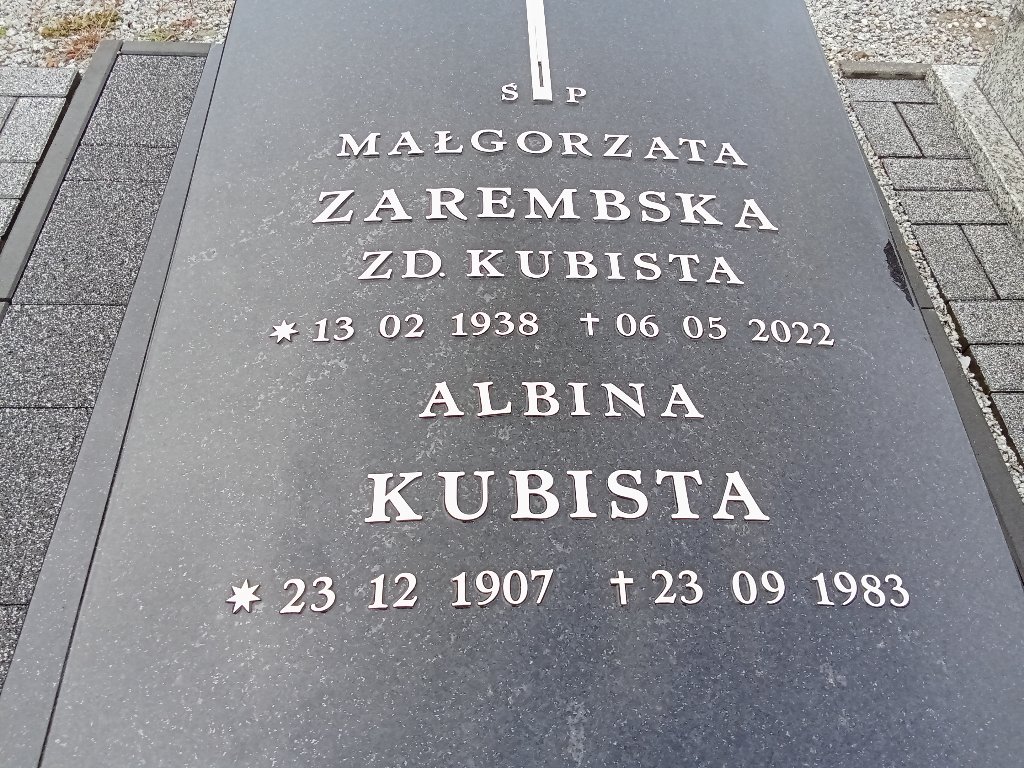 Ś P
MAŁGORZATA
ZAREMBSKA
ZD. KUBISTA
* 13 02 1938 † 06 05 2022
ALBINA
KUBISTA
* 23 12 1907 † 23 09 1983